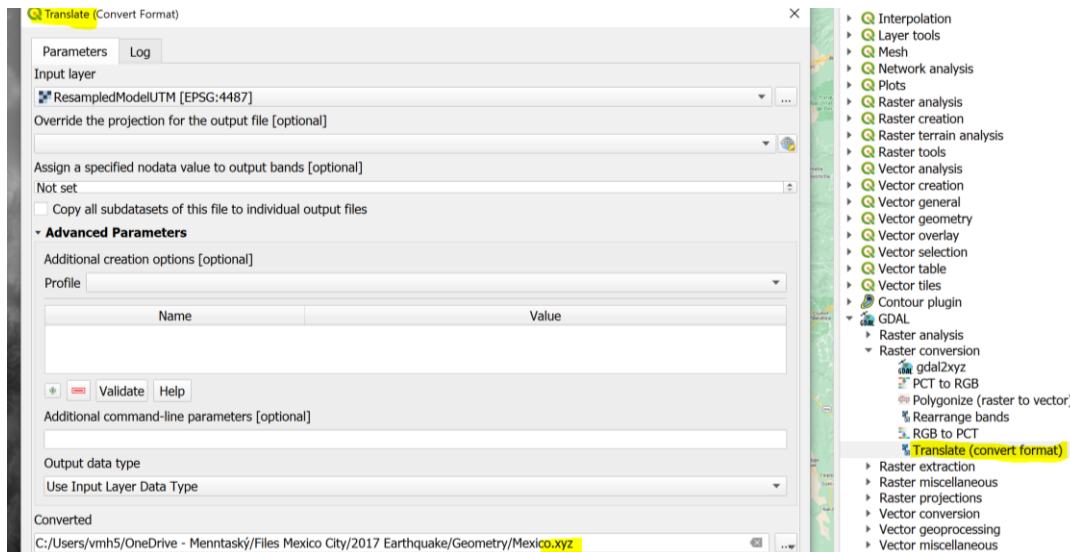 Translate (Convert Format)
Parameters
Log
Input layer
ResampledModelUTM [EPSG:4487]
...
Override the projection for the output file [optional]
Assign a specified nodata value to output bands [optional]
Not set
Copy all subdatasets of this file to individual output files
Advanced Parameters
Additional creation options [optional]
Profile
Name
Value
Validate
Help
Additional command-line parameters [optional]
Output data type
Use Input Layer Data Type
Converted
C:/Users/vmh5/OneDrive - Menntaský/Files Mexico City/2017 Earthquake/Geometry/Mexico.xyz
...
Interpolation
Layer tools
Mesh
Network analysis
Plots
Raster analysis
Raster creation
Raster terrain analysis
Raster tools
Vector analysis
Vector creation
Vector general
Vector geometry
Vector overlay
Vector selection
Vector table
Vector tiles
Contour plugin
GDAL
Raster analysis
Raster conversion
gdal2xyz
PCT to RGB
Polygonize (raster to vector)
Rearrange bands
RGB to PCT
Translate (convert format)
Raster extraction
Raster miscellaneous
Raster projections
Vector conversion
Vector geoprocessing
Vector miscellaneous